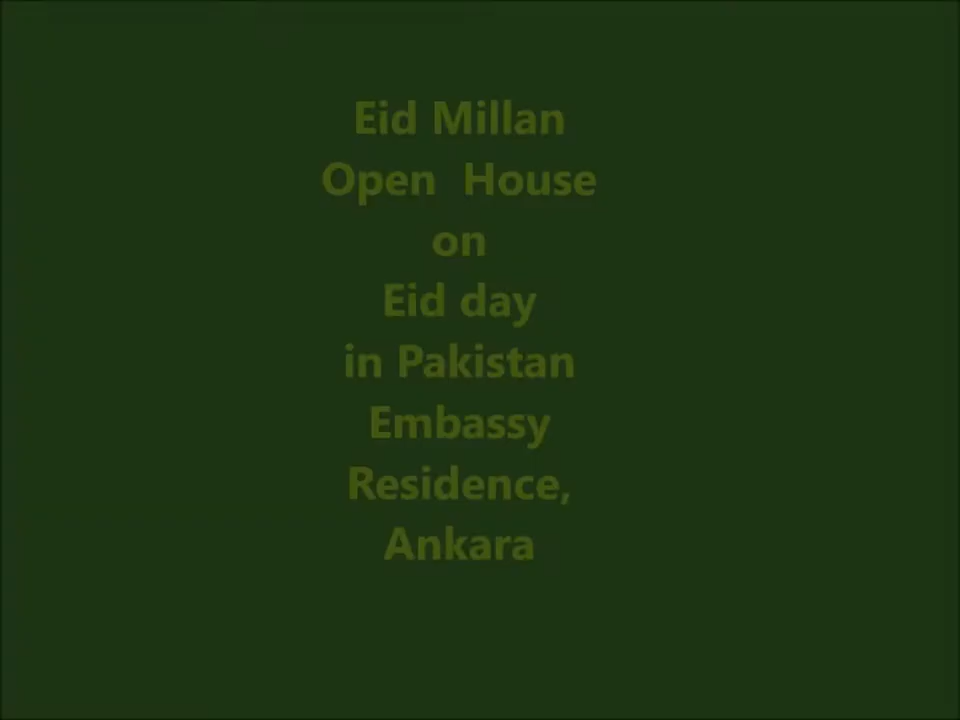 Eid Millan
Open House
on
Eid day
in Pakistan
Embassy
Residence,
Ankara